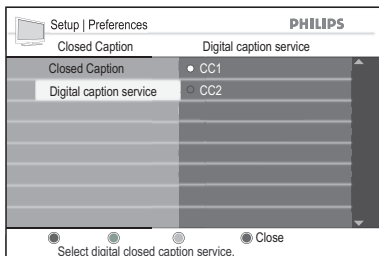 Setup | Preferences PHILIPS
Closed Caption Digital caption service
Closed Caption CC1
Digital caption service CC2
Close
Select digital closed caption service.